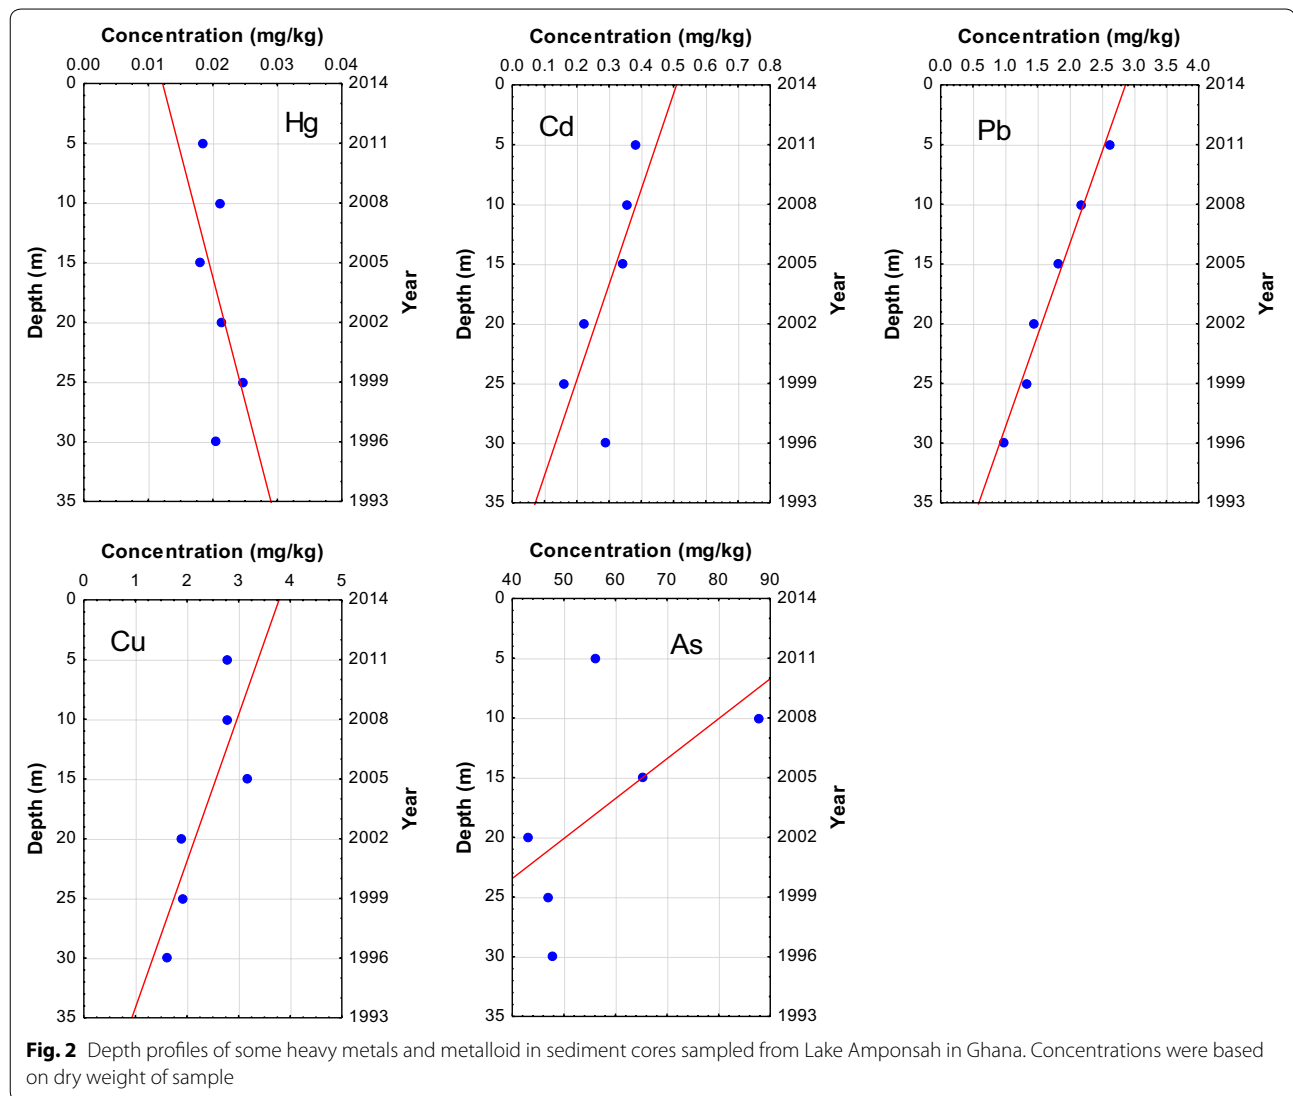 Concentration (mg/kg)
0.00 0.01 0.02 0.03 0.04
0 2014
Hg
5 2011
10 2008
15 2005
20 2002
25 1999
30 1996
35 1993
Depth (m)
Year
Concentration (mg/kg)
0.0 0.1 0.2 0.3 0.4 0.5 0.6 0.7 0.8
0 2014
Cd
5 2011
10 2008
15 2005
20 2002
25 1999
30 1996
35 1993
Depth (m)
Year
Concentration (mg/kg)
0.0 0.5 1.0 1.5 2.0 2.5 3.0 3.5 4.0
0 2014
Pb
5 2011
10 2008
15 2005
20 2002
25 1999
30 1996
35 1993
Depth (m)
Year
Concentration (mg/kg)
0 1 2 3 4 5
0 2014
Cu
5 2011
10 2008
15 2005
20 2002
25 1999
30 1996
35 1993
Depth (m)
Year
Concentration (mg/kg)
40 50 60 70 80 90
0 2014
As
5 2011
10 2008
15 2005
20 2002
25 1999
30 1996
35 1993
Depth (m)
Year
Fig. 2 Depth profiles of some heavy metals and metalloid in sediment cores sampled from Lake Amponsah in Ghana. Concentrations were based
on dry weight of sample